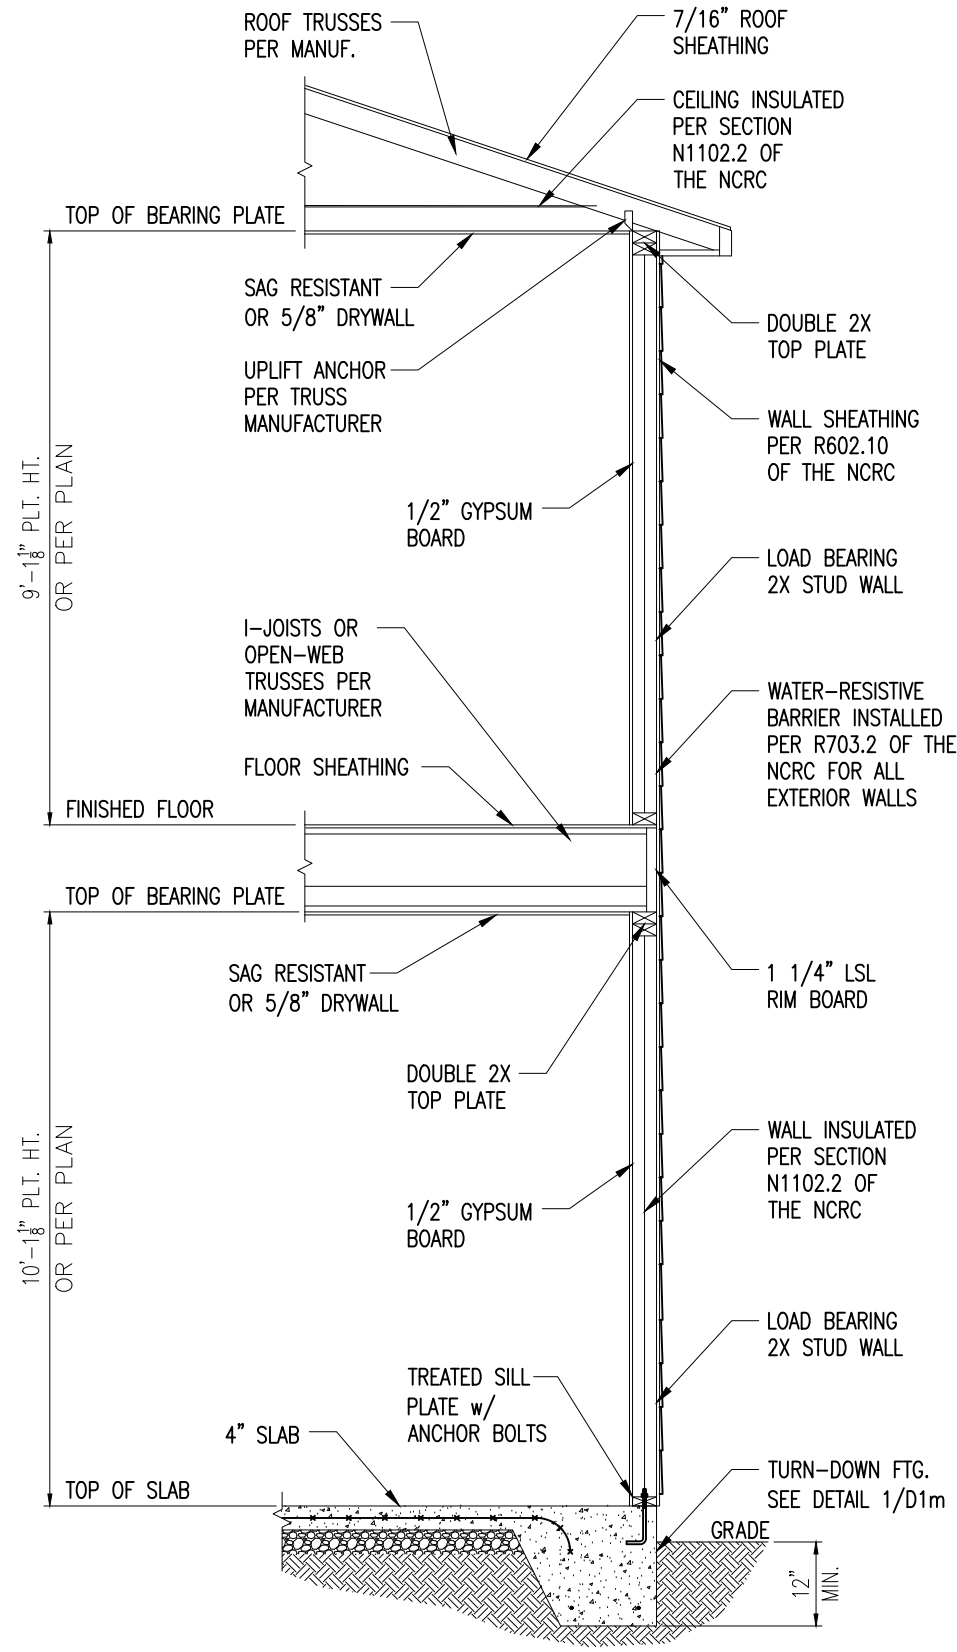 ROOF TRUSSES
PER MANUF.
7/16" ROOF
SHEATHING
CEILING INSULATED
PER SECTION
N1102.2 OF
THE NCRC
TOP OF BEARING PLATE
SAG RESISTANT
OR 5/8" DRYWALL
DOUBLE 2X
TOP PLATE
UPLIFT ANCHOR
PER TRUSS
MANUFACTURER
WALL SHEATHING
PER R602.10
OF THE NCRC
9'-1 1/8" PLT. HT.
OR PER PLAN
1/2" GYPSUM
BOARD
LOAD BEARING
2X STUD WALL
I-JOISTS OR
OPEN-WEB
TRUSSES PER
MANUFACTURER
WATER-RESISTIVE
BARRIER INSTALLED
PER R703.2 OF THE
NCRC FOR ALL
EXTERIOR WALLS
FLOOR SHEATHING
FINISHED FLOOR
TOP OF BEARING PLATE
SAG RESISTANT
OR 5/8" DRYWALL
1 1/4" LSL
RIM BOARD
DOUBLE 2X
TOP PLATE
WALL INSULATED
PER SECTION
N1102.2 OF
THE NCRC
10'-1 1/8" PLT. HT.
OR PER PLAN
1/2" GYPSUM
BOARD
LOAD BEARING
2X STUD WALL
TREATED SILL
PLATE w/
ANCHOR BOLTS
4" SLAB
TOP OF SLAB
TURN-DOWN FTG.
SEE DETAIL 1/D1m
GRADE
12"
MIN.